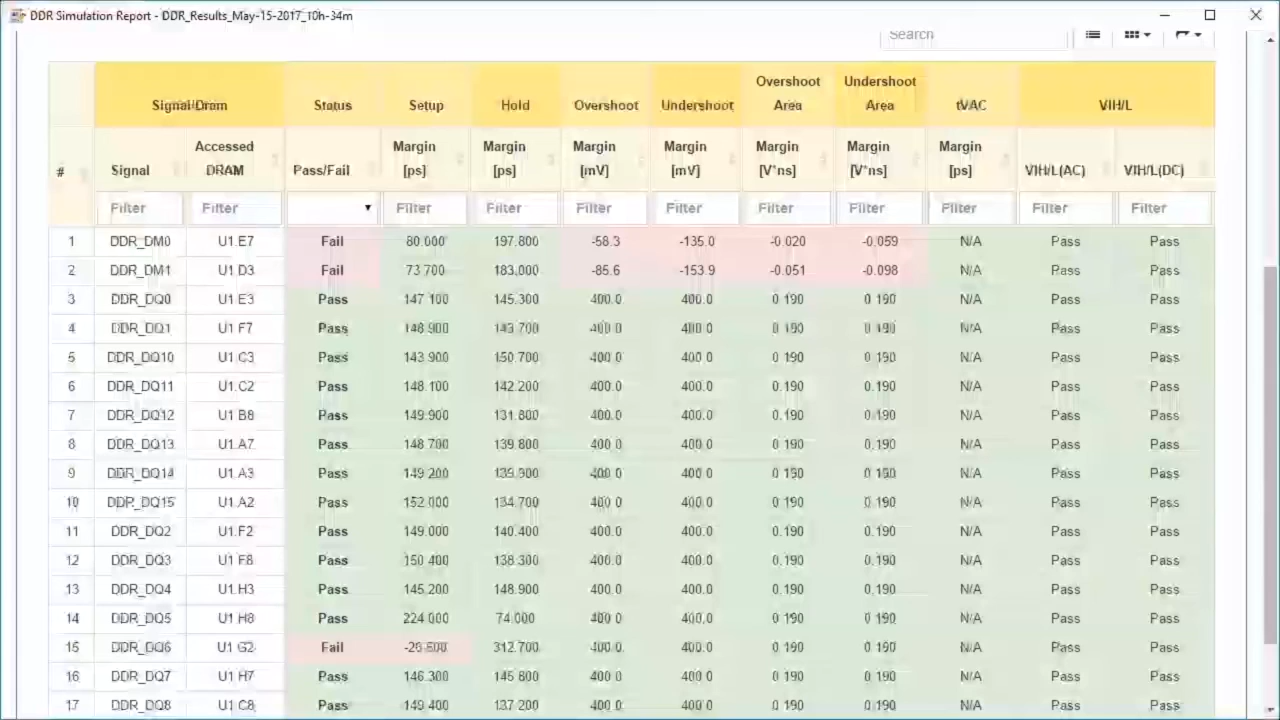 DDR Simulation Report - DDR_Results_May-15-2017_10h-34m
Search
Signal Dram Status Setup Hold Overshoot Undershoot Overshoot Area Undershoot Area tVAC VIH/L
# Signal Accessed DRAM Pass/Fail Margin [ps] Margin [ps] Margin [mV] Margin [mV] Margin [V*ns] Margin [V*ns] Margin [ps] VIH/L(AC) VIH/L(DC)
Filter Filter Filter Filter Filter Filter Filter Filter Filter Filter Filter
1 DDR_DM0 U1.E7 Fail 80.000 197.800 -58.3 -135.0 -0.020 -0.059 N/A Pass Pass
2 DDR_DM1 U1.D3 Fail 73.700 183.000 -85.6 -153.9 -0.051 -0.098 N/A Pass Pass
3 DDR_DQ0 U1.E3 Pass 147.100 145.300 400.0 400.0 0.190 0.190 N/A Pass Pass
4 DDR_DQ1 U1.F7 Pass 148.900 143.700 400.0 400.0 0.190 0.190 N/A Pass Pass
5 DDR_DQ10 U1.C3 Pass 143.900 150.700 400.0 400.0 0.190 0.190 N/A Pass Pass
6 DDR_DQ11 U1.C2 Pass 148.100 142.200 400.0 400.0 0.190 0.190 N/A Pass Pass
7 DDR_DQ12 U1.B8 Pass 149.900 131.800 400.0 400.0 0.190 0.190 N/A Pass Pass
8 DDR_DQ13 U1.A7 Pass 148.700 139.800 400.0 400.0 0.190 0.190 N/A Pass Pass
9 DDR_DQ14 U1.A3 Pass 149.200 139.900 400.0 400.0 0.190 0.190 N/A Pass Pass
10 DDR_DQ15 U1.A2 Pass 152.000 134.700 400.0 400.0 0.190 0.190 N/A Pass Pass
11 DDR_DQ2 U1.F2 Pass 149.000 140.400 400.0 400.0 0.190 0.190 N/A Pass Pass
12 DDR_DQ3 U1.F8 Pass 150.400 138.300 400.0 400.0 0.190 0.190 N/A Pass Pass
13 DDR_DQ4 U1.H3 Pass 145.200 148.900 400.0 400.0 0.190 0.190 N/A Pass Pass
14 DDR_DQ5 U1.H8 Pass 224.000 74.000 400.0 400.0 0.190 0.190 N/A Pass Pass
15 DDR_DQ6 U1.G2 Fail 312.700 400.0 400.0 0.190 0.190 N/A Pass Pass
16 DDR_DQ7 U1.H7 Pass 146.300 145.800 400.0 400.0 0.190 0.190 N/A Pass Pass
17 DDR_DQ8 U1.C8 Pass 149.400 137.200 400.0 400.0 0.190 0.190 N/A Pass Pass